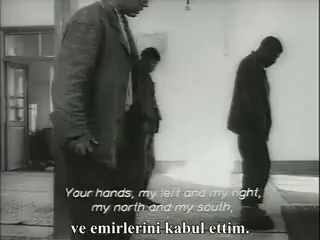 Your hands, my left and my right,
my north and my south,
ve emirlerini kabul ettim.